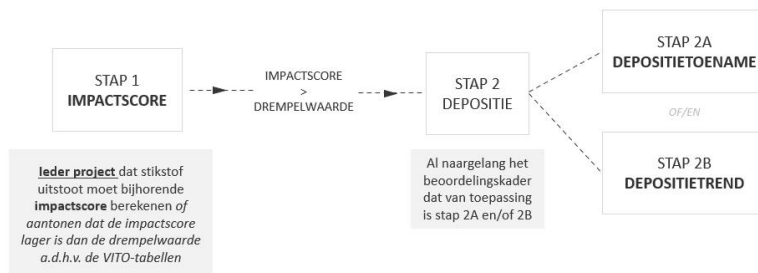 STAP 1
IMPACTSCORE
Ieder project dat stikstof
uitstoot moet bijhorende
impactscore berekenen of
aantonen dat de impactscore
lager is dan de drempelwaarde
a.d.h.v. de VITO-tabellen
IMPACTSCORE
>
DREMPELWAARDE
STAP 2
DEPOSITIE
Al naargelang het
beoordelingskader
dat van toepassing
is stap 2A en/of 2B
STAP 2A
DEPOSITIETOENAME
OF/EN
STAP 2B
DEPOSITIETREND